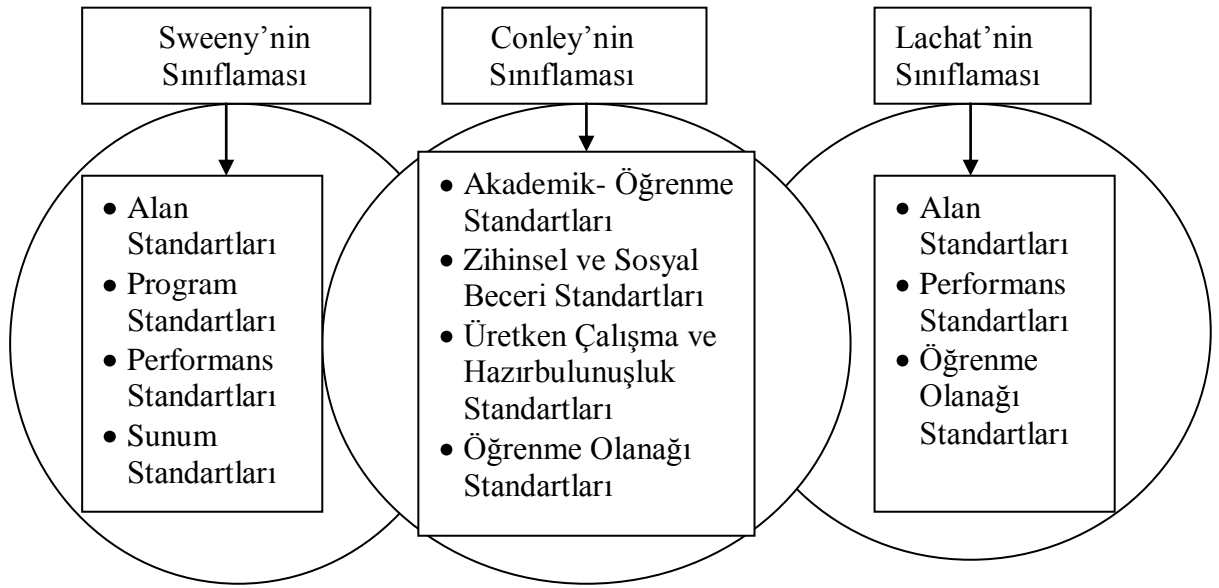 Sweeny’nin
Sınıflaması
• Alan
Standartları
• Program
Standartları
• Performans
Standartları
• Sunum
Standartları
Conley’nin
Sınıflaması
• Akademik- Öğrenme
Standartları
• Zihinsel ve Sosyal
Beceri Standartları
• Üretken Çalışma ve
Hazırbulunuşluk
Standartları
• Öğrenme Olanağı
Standartları
Lachat’nin
Sınıflaması
• Alan
Standartları
• Performans
Standartları
• Öğrenme
Olanağı
Standartları